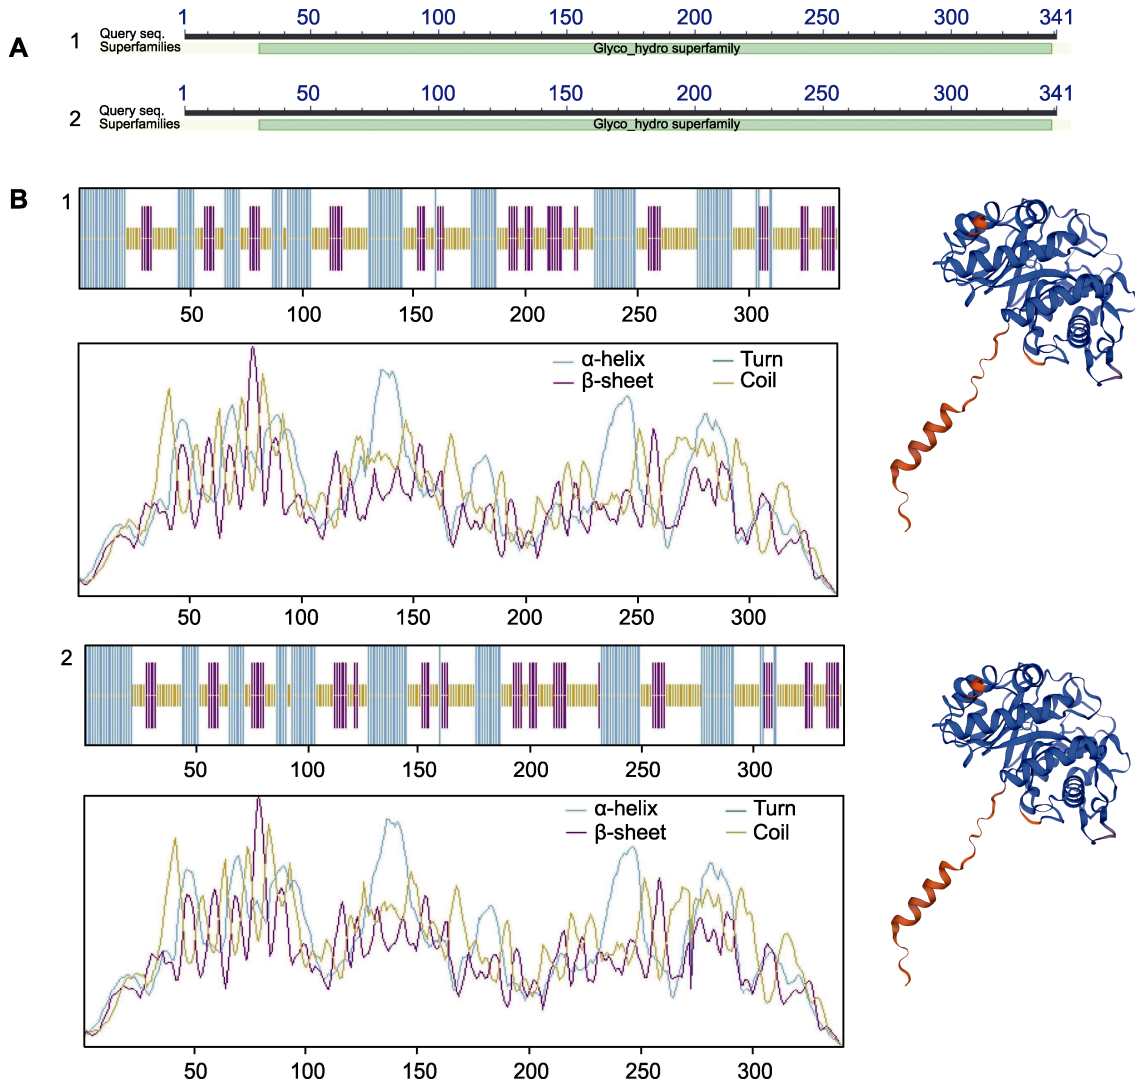 A
1
1 50 100 150 200 250 300 341
Query seq.
Superfamilies
Glyco_hydro superfamily
2
1 50 100 150 200 250 300 341
Query seq.
Superfamilies
Glyco_hydro superfamily
B
1
50 100 150 200 250 300
α-helix Turn
β-sheet Coil
50 100 150 200 250 300
2
50 100 150 200 250 300
α-helix Turn
β-sheet Coil
50 100 150 200 250 300